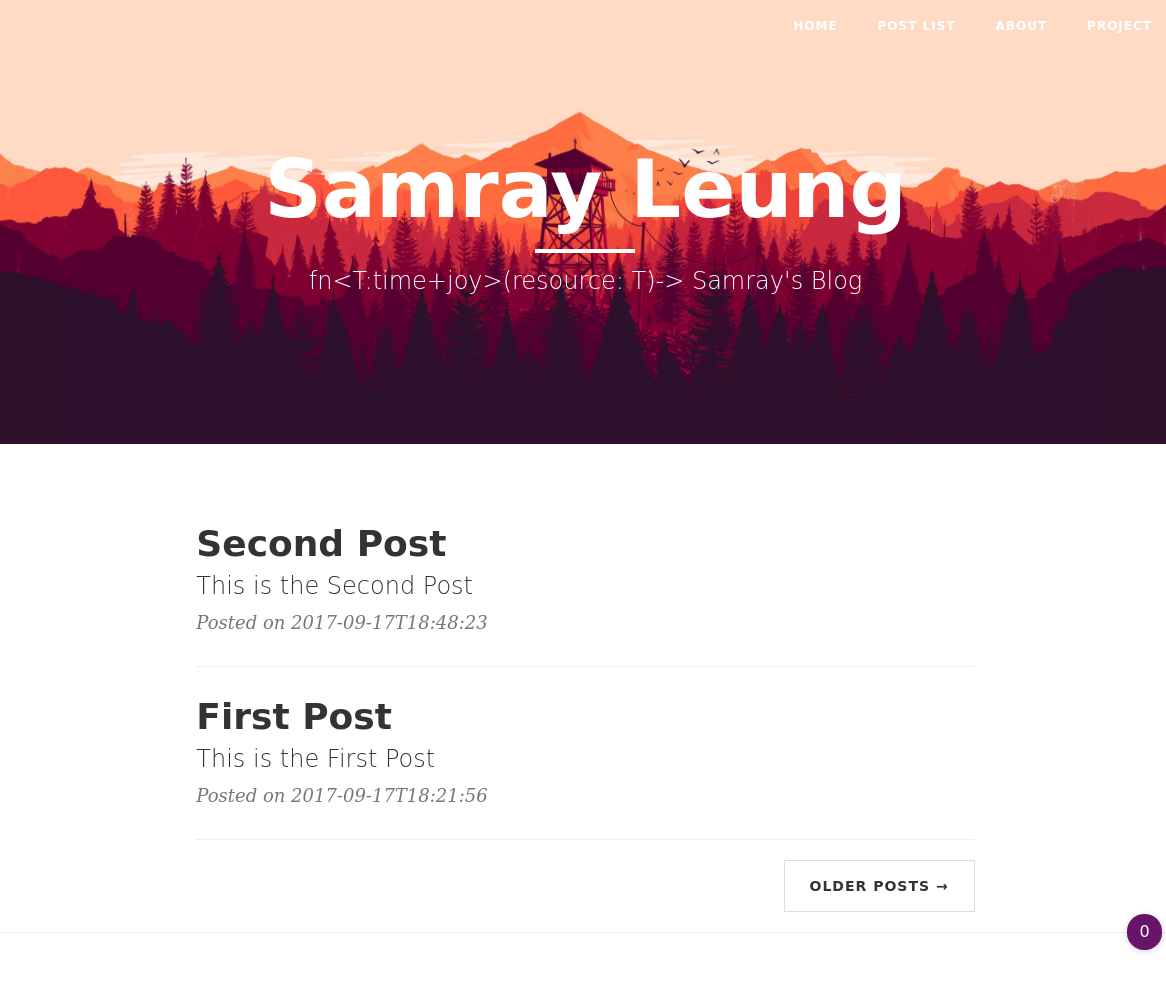 HOME POST LIST ABOUT PROJECT
Samray Leung
fn<T:time+joy>(resource: T)-> Samray's Blog
Second Post
This is the Second Post
Posted on 2017-09-17T18:48:23
First Post
This is the First Post
Posted on 2017-09-17T18:21:56
OLDER POSTS →
0